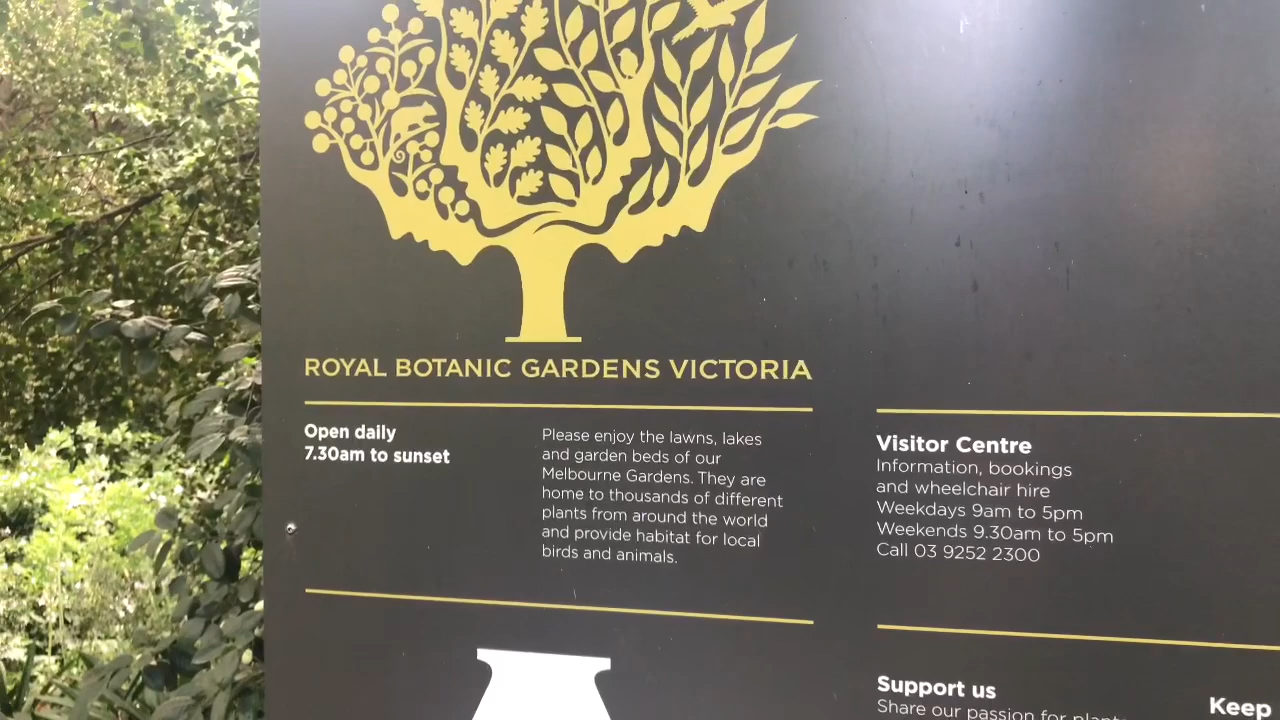 ROYAL BOTANIC GARDENS VICTORIA
Open daily
7.30am to sunset
Please enjoy the lawns, lakes
and garden beds of our
Melbourne Gardens. They are
home to thousands of different
plants from around the world
and provide habitat for local
birds and animals.
Visitor Centre
Information, bookings
and wheelchair hire
Weekdays 9am to 5pm
Weekends 9.30am to 5pm
Call 03 9252 2300
Support us
Share our passion for plants
Keep